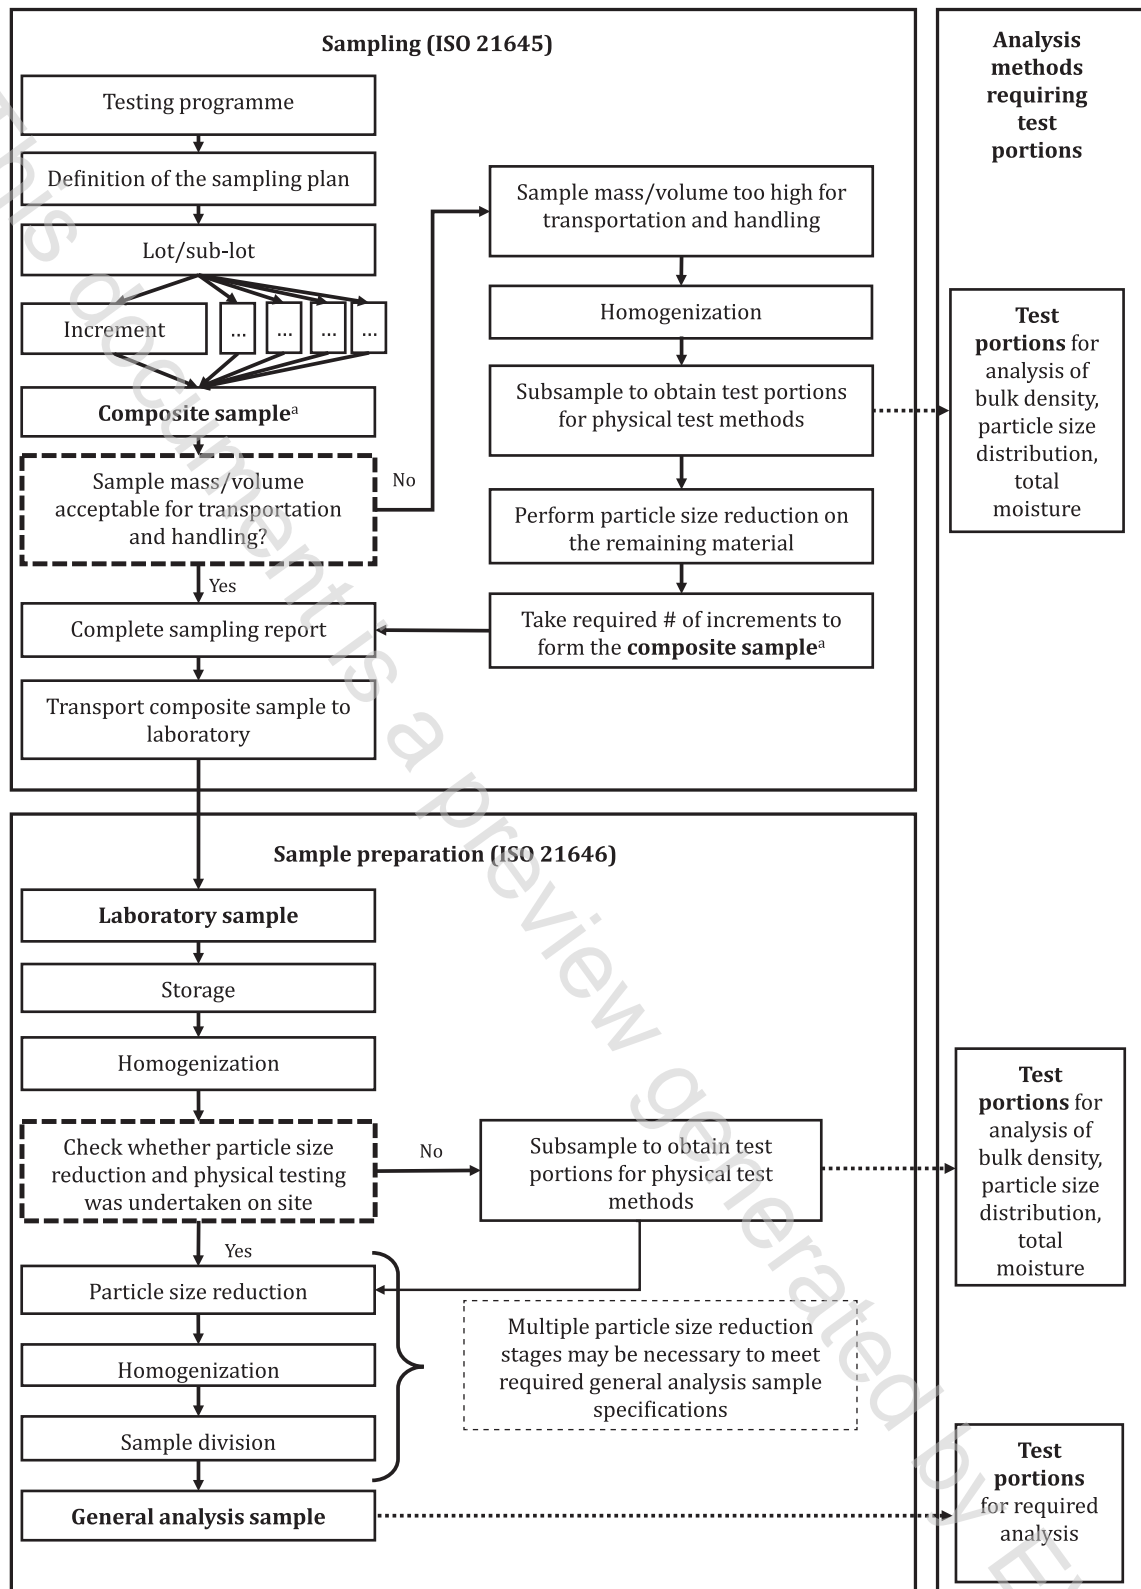 Sampling (ISO 21645)
Testing programme
Definition of the sampling plan
Lot/sub-lot
Increment
...
...
...
...
Composite sampleᵃ
Sample mass/volume
acceptable for transportation
and handling?
No
Yes
Complete sampling report
Transport composite sample to
laboratory
Sample mass/volume too high for
transportation and handling
Homogenization
Subsample to obtain test portions
for physical test methods
Perform particle size reduction on
the remaining material
Take required # of increments to
form the composite sampleᵃ
Analysis
methods
requiring
test
portions
Test
portions for
analysis of
bulk density,
particle size
distribution,
total
moisture
Sample preparation (ISO 21646)
Laboratory sample
Storage
Homogenization
Check whether particle size
reduction and physical testing
was undertaken on site
No
Yes
Subsample to obtain test
portions for physical test
methods
Test
portions for
analysis of
bulk density,
particle size
distribution,
total
moisture
Particle size reduction
Homogenization
Sample division
General analysis sample
Multiple particle size reduction
stages may be necessary to meet
required general analysis sample
specifications
Test
portions
for required
analysis
This document is a preview generated by